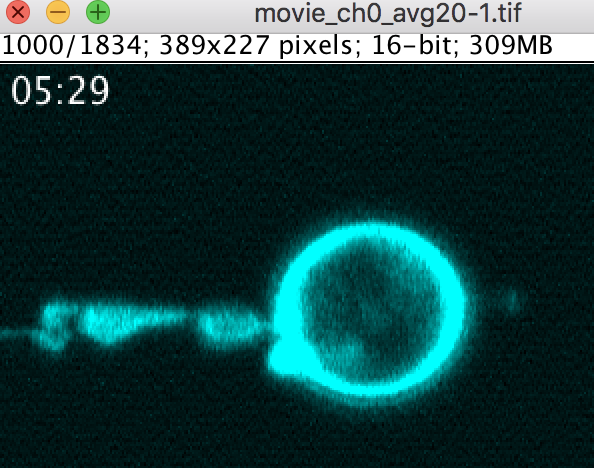 movie_ch0_avg20-1.tif
1000/1834; 389x227 pixels; 16-bit; 309MB
05:29